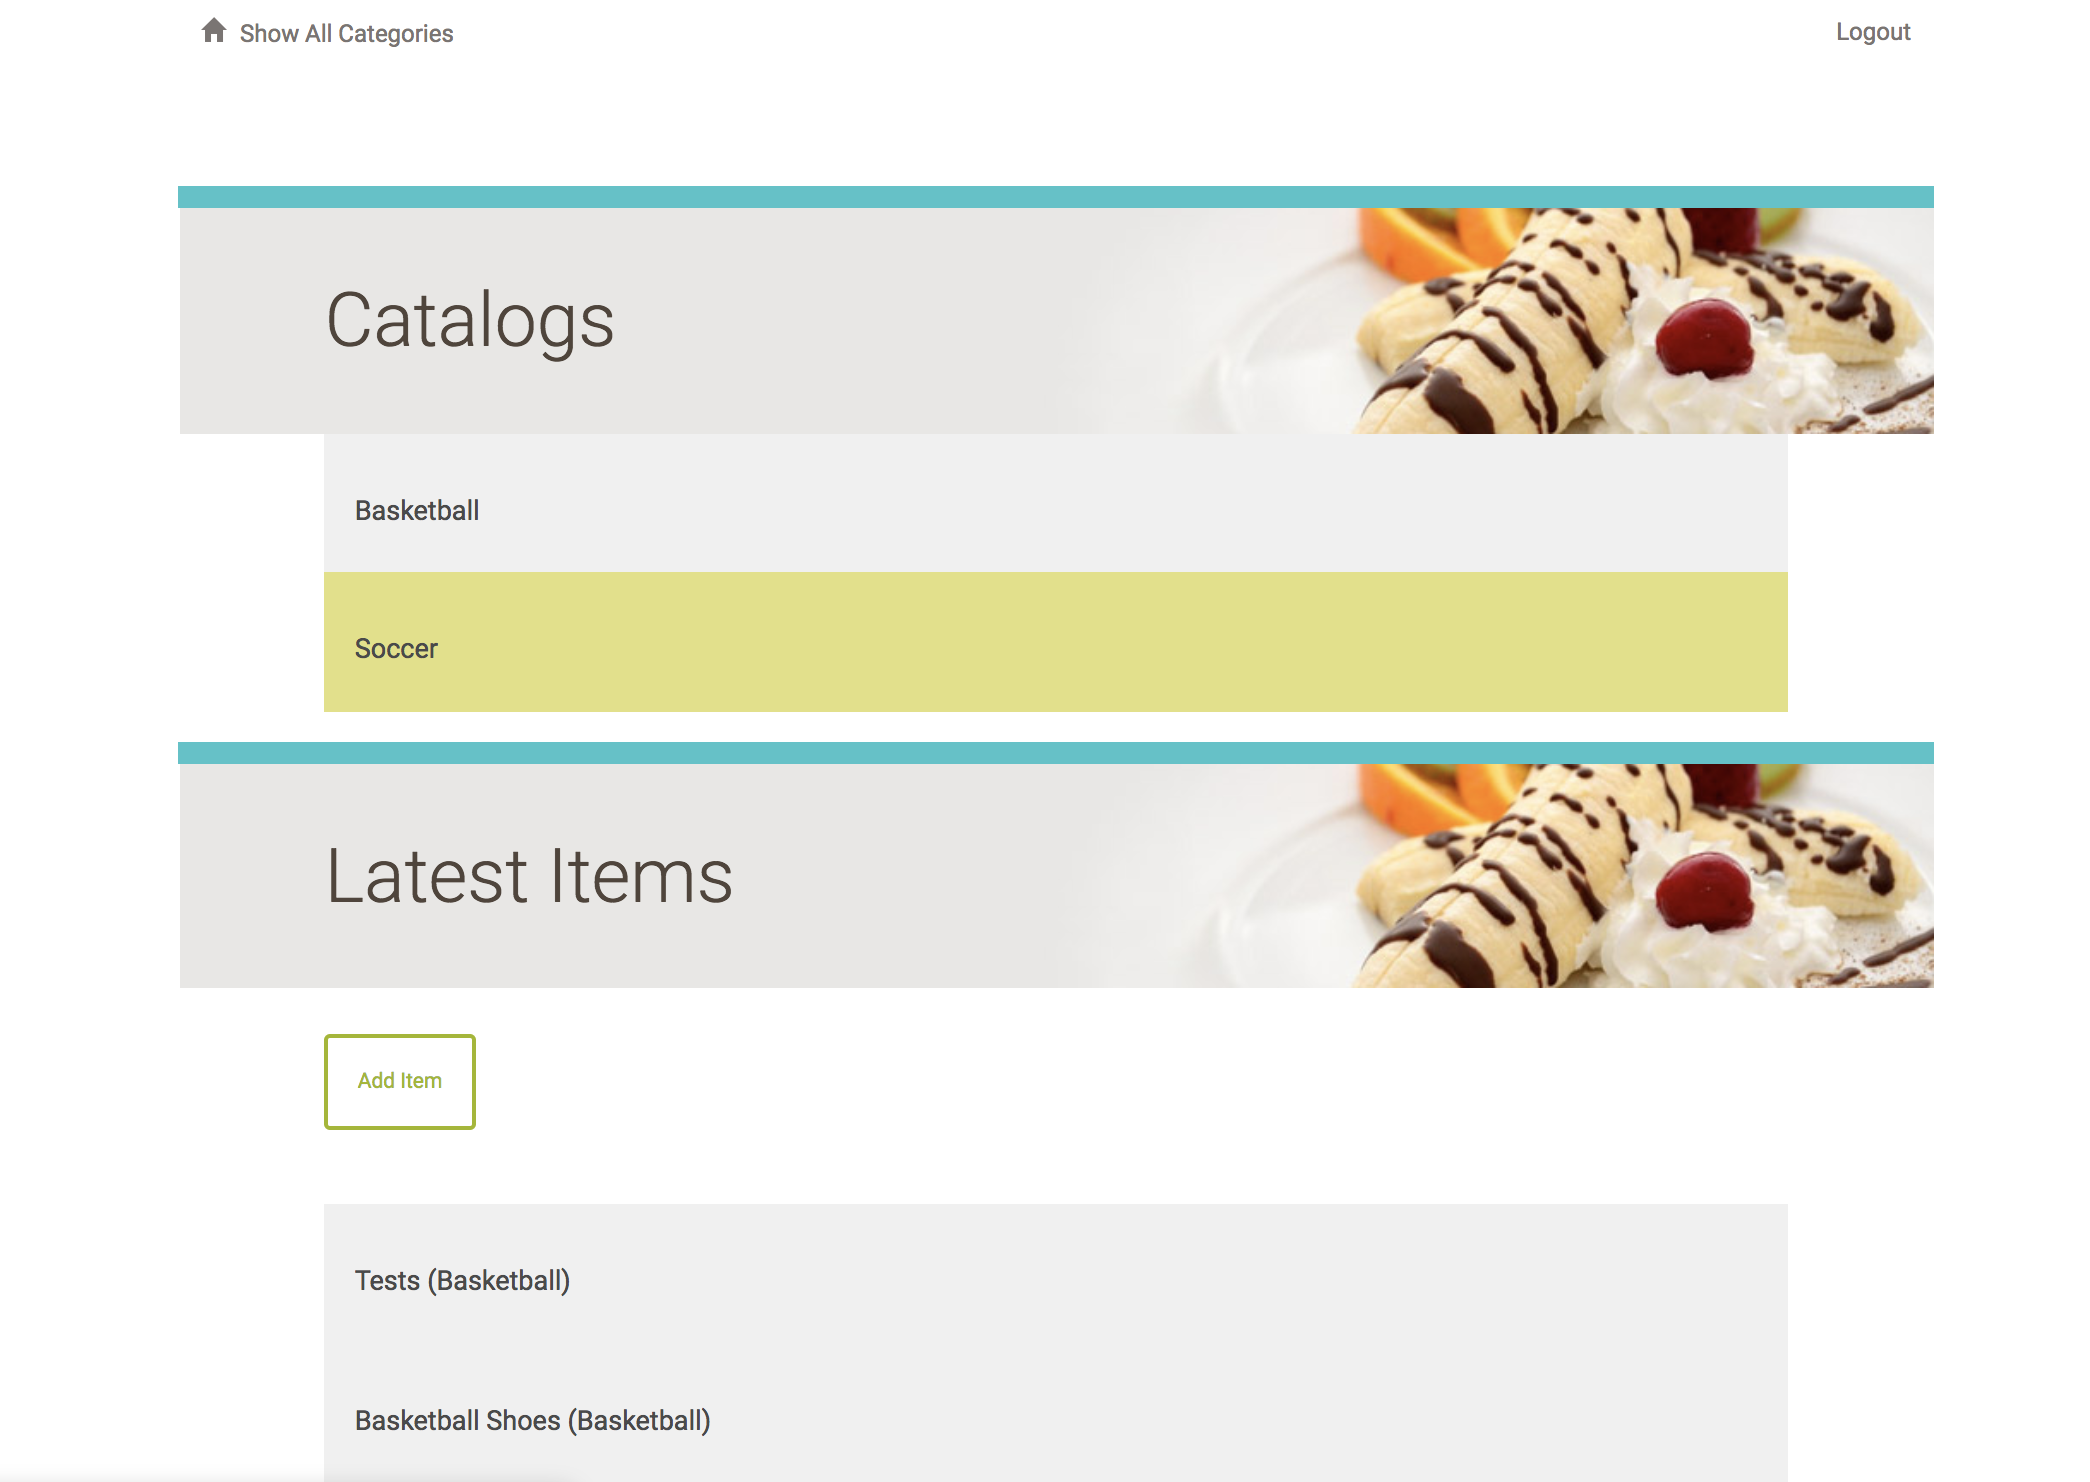 Show All Categories
Logout
Catalogs
Basketball
Soccer
Latest Items
Add Item
Tests (Basketball)
Basketball Shoes (Basketball)